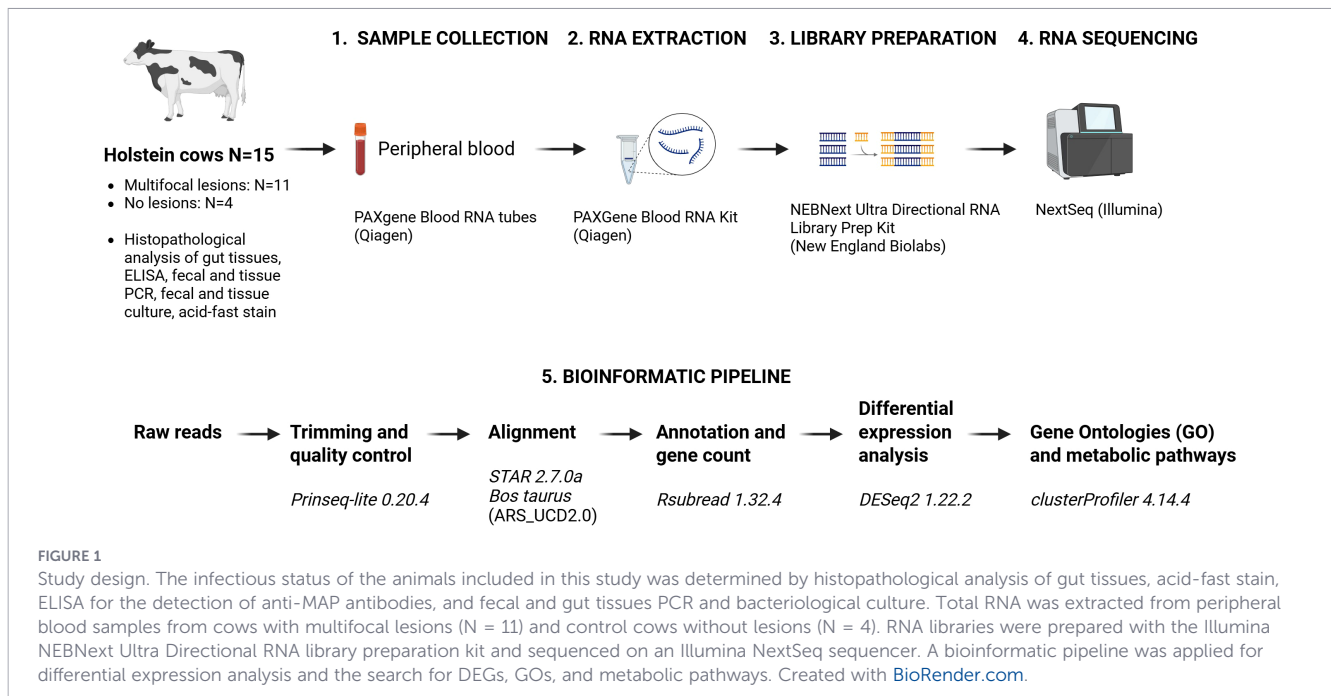 1. SAMPLE COLLECTION 2. RNA EXTRACTION 3. LIBRARY PREPARATION 4. RNA SEQUENCING
Holstein cows N=15
• Multifocal lesions: N=11
• No lesions: N=4
• Histopathological
analysis of gut tissues,
ELISA, fecal and tissue
PCR, fecal and tissue
culture, acid-fast stain
Peripheral blood
PAXgene Blood RNA tubes
(Qiagen)
PAXGene Blood RNA Kit
(Qiagen)
NEBNext Ultra Directional RNA
Library Prep Kit
(New England Biolabs)
NextSeq (Illumina)
5. BIOINFORMATIC PIPELINE
Raw reads
Trimming and
quality control
Prinseq-lite 0.20.4
Alignment
STAR 2.7.0a
Bos taurus
(ARS_UCD2.0)
Annotation and
gene count
Rsubread 1.32.4
Differential
expression
analysis
DESeq2 1.22.2
Gene Ontologies (GO)
and metabolic pathways
clusterProfiler 4.14.4
FIGURE 1
Study design. The infectious status of the animals included in this study was determined by histopathological analysis of gut tissues, acid-fast stain,
ELISA for the detection of anti-MAP antibodies, and fecal and gut tissues PCR and bacteriological culture. Total RNA was extracted from peripheral
blood samples from cows with multifocal lesions (N = 11) and control cows without lesions (N = 4). RNA libraries were prepared with the Illumina
NEBNext Ultra Directional RNA library preparation kit and sequenced on an Illumina NextSeq sequencer. A bioinformatic pipeline was applied for
differential expression analysis and the search for DEGs, GOs, and metabolic pathways. Created with BioRender.com.